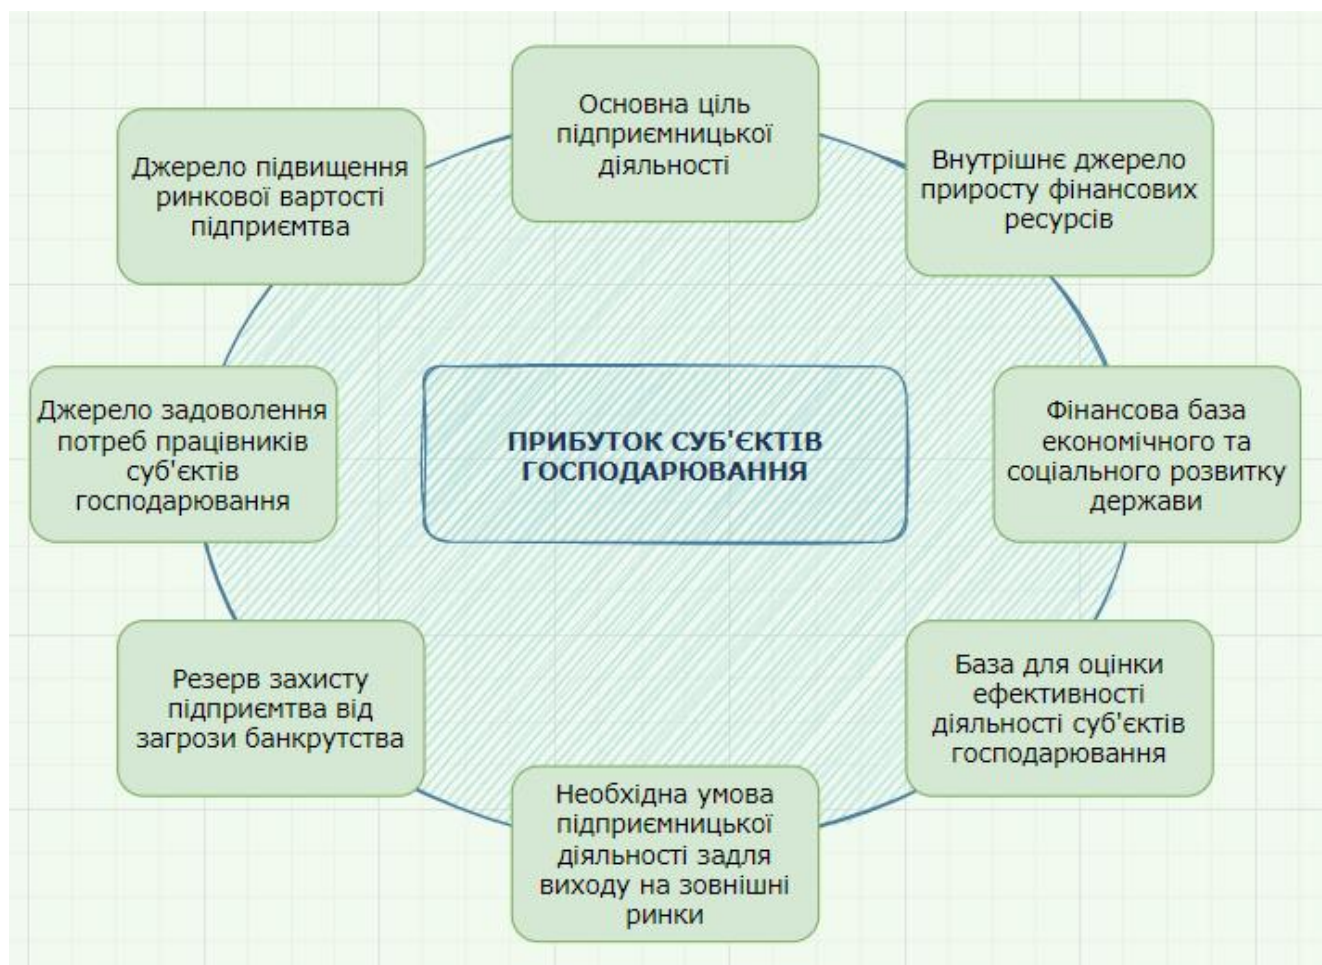 Основна ціль
підприємницької
діяльності
Джерело підвищення
ринкової вартості
підприємтва
Внутрішнє джерело
приросту фінансових
ресурсів
Джерело задоволення
потреб працівників
суб'єктів
господарювання
ПРИБУТОК СУБ'ЄКТІВ
ГОСПОДАРЮВАННЯ
Фінансова база
економічного та
соціального розвитку
держави
Резерв захисту
підприємтва від
загрози банкрутства
База для оцінки
ефективності
діяльності суб'єктів
господарювання
Необхідна умова
підприємницької
діяльності задля
виходу на зовнішні
ринки